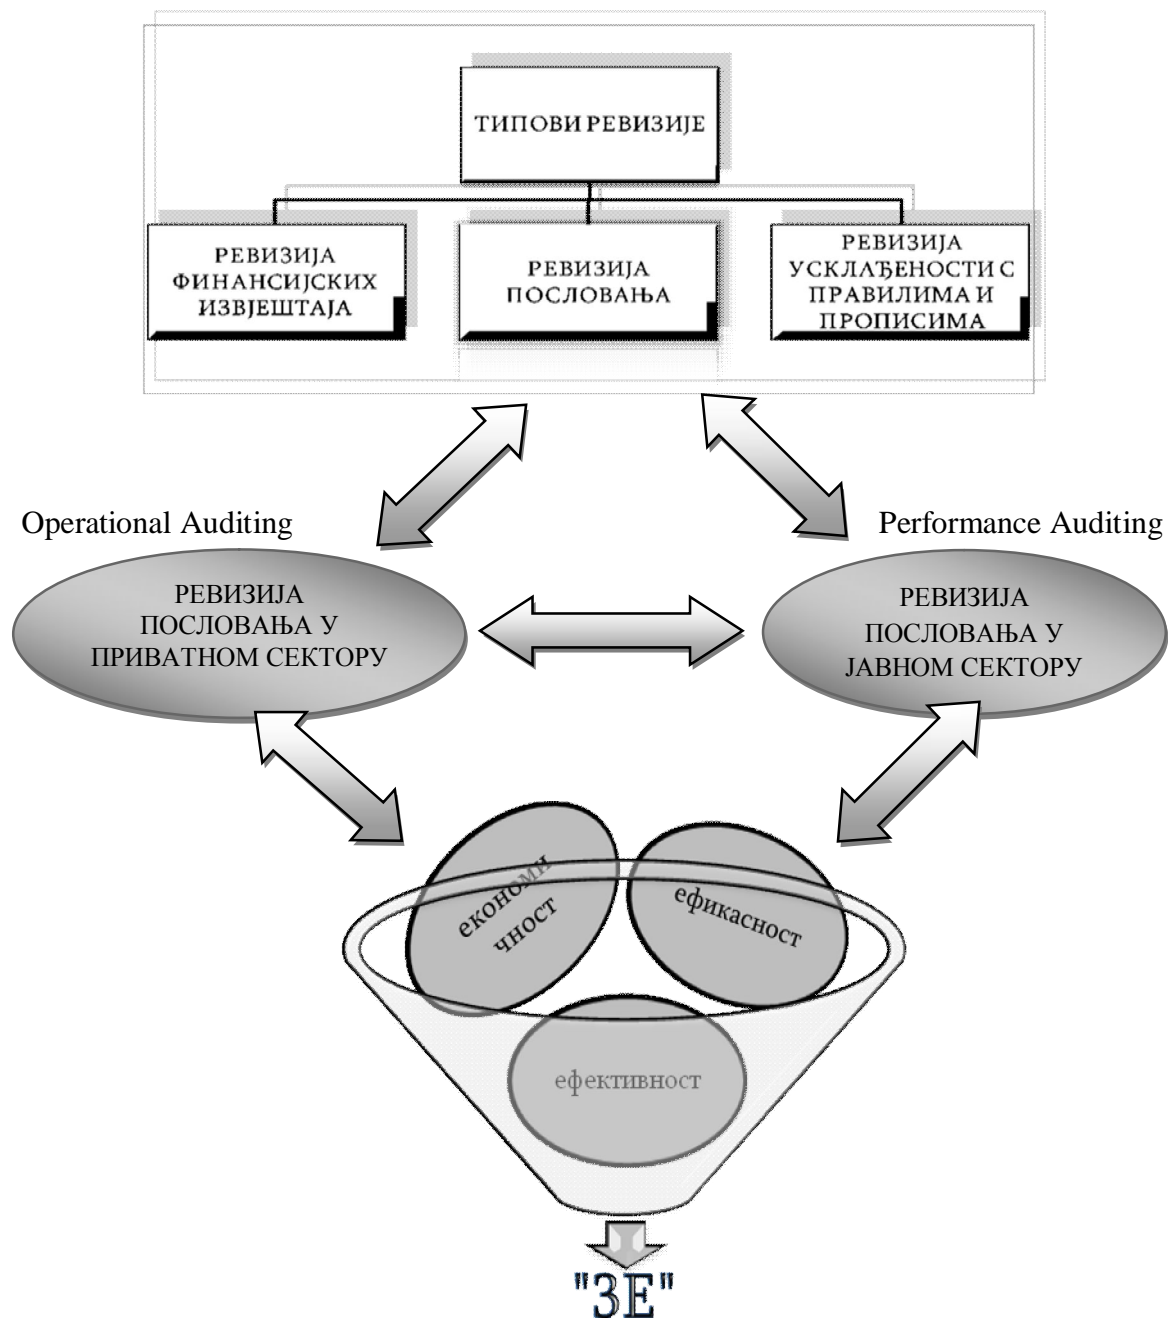 ТИПОВИ РЕВИЗИЈЕ
РЕВИЗИЈА
ФИНАНСИЈСКИХ
ИЗВЈЕШТАЈА
РЕВИЗИЈА
ПОСЛОВАЊА
РЕВИЗИЈА
УСКЛАЂЕНОСТИ С
ПРАВИЛИМА И
ПРОПИСИМА
Operational Auditing
Performance Auditing
РЕВИЗИЈА
ПОСЛОВАЊА У
ПРИВАТНОМ СЕКТОРУ
РЕВИЗИЈА
ПОСЛОВАЊА У
ЈАВНОМ СЕКТОРУ
економи
чност
ефикасност
ефективност
"3Е"